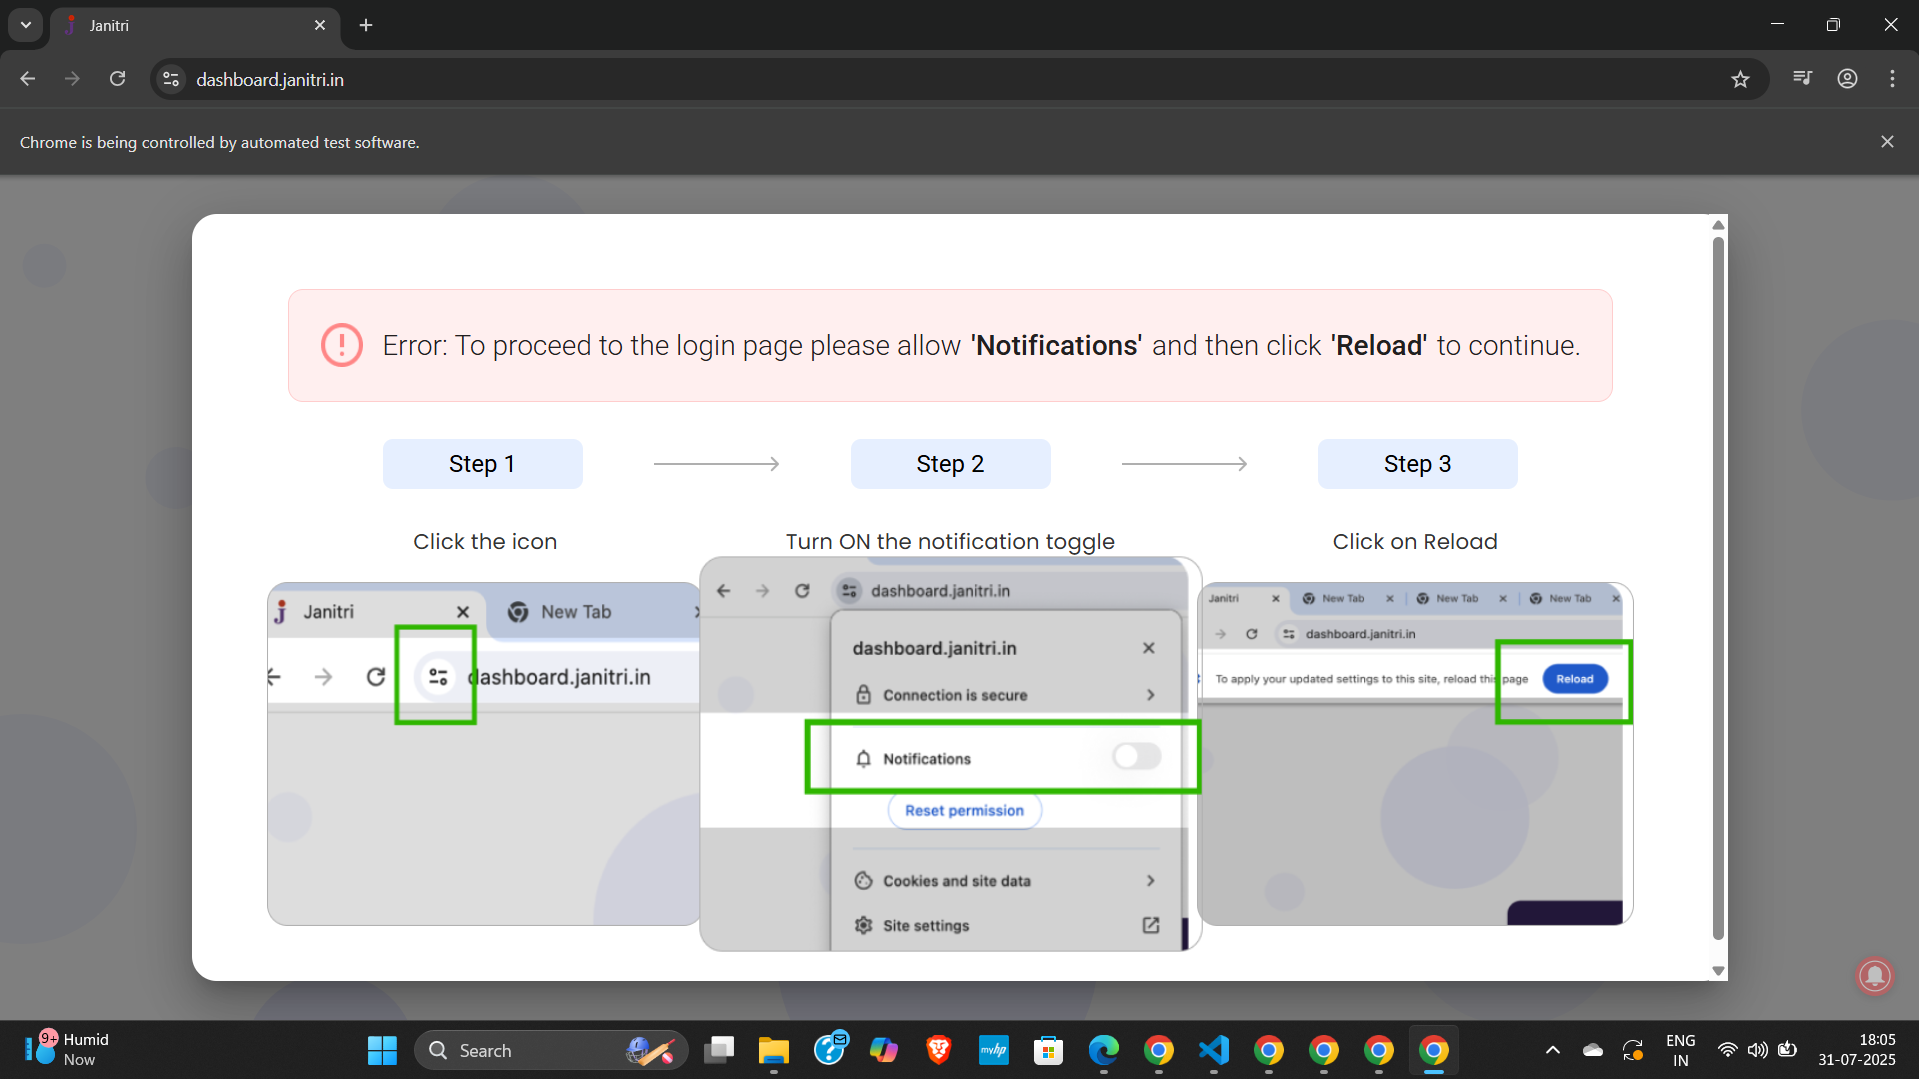 Janitri
dashboard.janitri.in
Chrome is being controlled by automated test software.
Error: To proceed to the login page please allow 'Notifications' and then click 'Reload' to continue.
Step 1
Step 2
Step 3
Click the icon
Turn ON the notification toggle
Click on Reload
Janitri
New Tab
dashboard.janitri.in
dashboard.janitri.in
dashboard.janitri.in
Connection is secure
Notifications
Reset permission
Cookies and site data
Site settings
Janitri
New Tab
New Tab
New Tab
dashboard.janitri.in
To apply your updated settings to this site, reload this page
Reload
9+
Humid
Now
Search
myhp
ENG
IN
18:05
31-07-2025